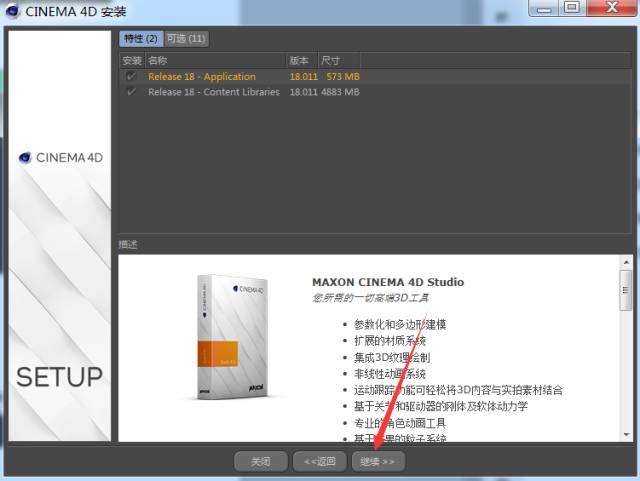 CINEMA 4D 安装
特性 (2) 可选 (11)
安装 名称 版本 尺寸
Release 18 - Application 18.011 573 MB
Release 18 - Content Libraries 18.011 4883 MB
CINEMA 4D
SETUP
描述
CINEMA 4D
CINEMA 4D
MAXON
MAXON CINEMA 4D Studio
您所需的一切高端3D工具
参数化和多边形建模
扩展的材质系统
集成3D纹理绘制
非线性动画系统
运动跟踪功能可轻松将3D内容与实拍素材结合
基于关节和驱动器的刚体及软体动力学
专业的角色动画工具
粒子系统
关闭 <<返回 继续 >>